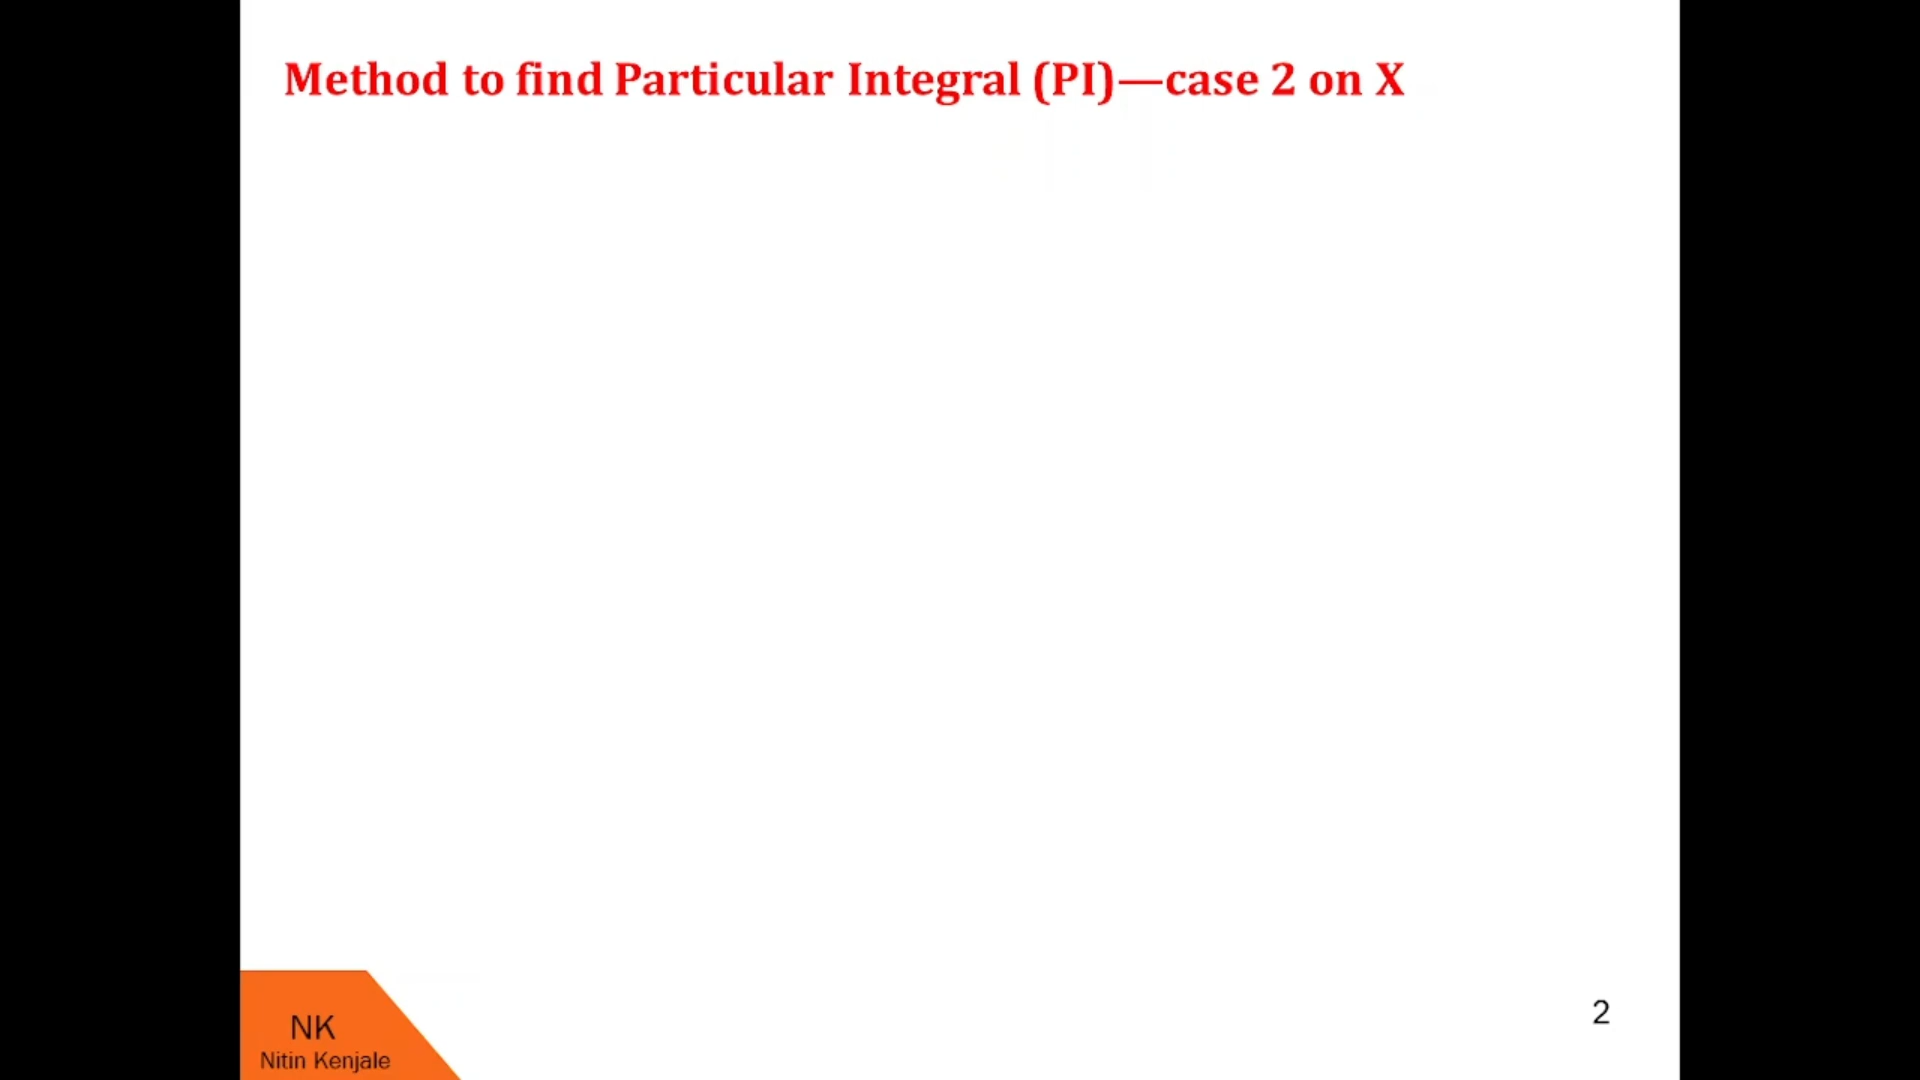 Method to find Particular Integral (PI)—case 2 on X
NK
Nitin Kenjale
2